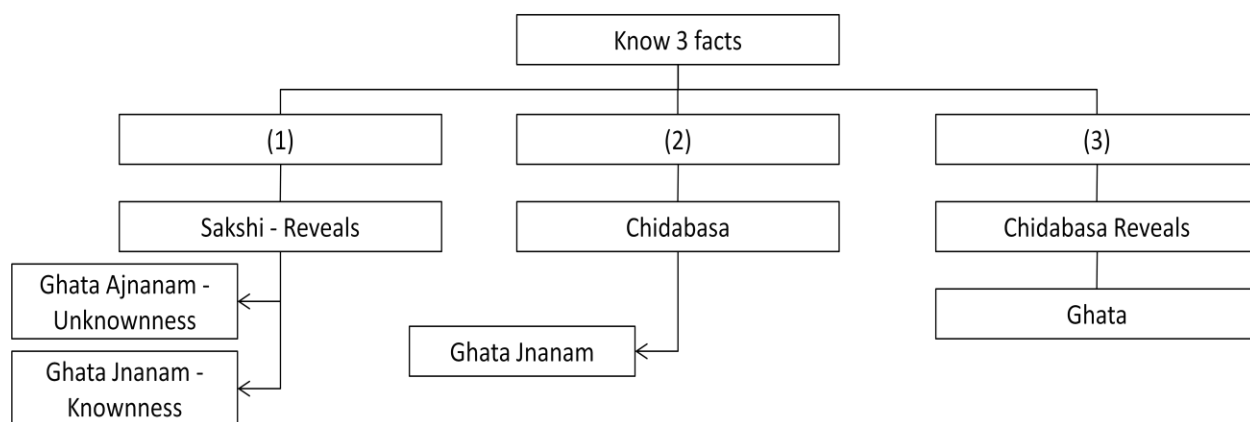 Know 3 facts
(1)
(2)
(3)
Sakshi - Reveals
Chidabasa
Chidabasa Reveals
Ghata Ajnanam -
Unknownness
Ghata
Ghata Jnanam
Ghata Jnanam -
Knownness